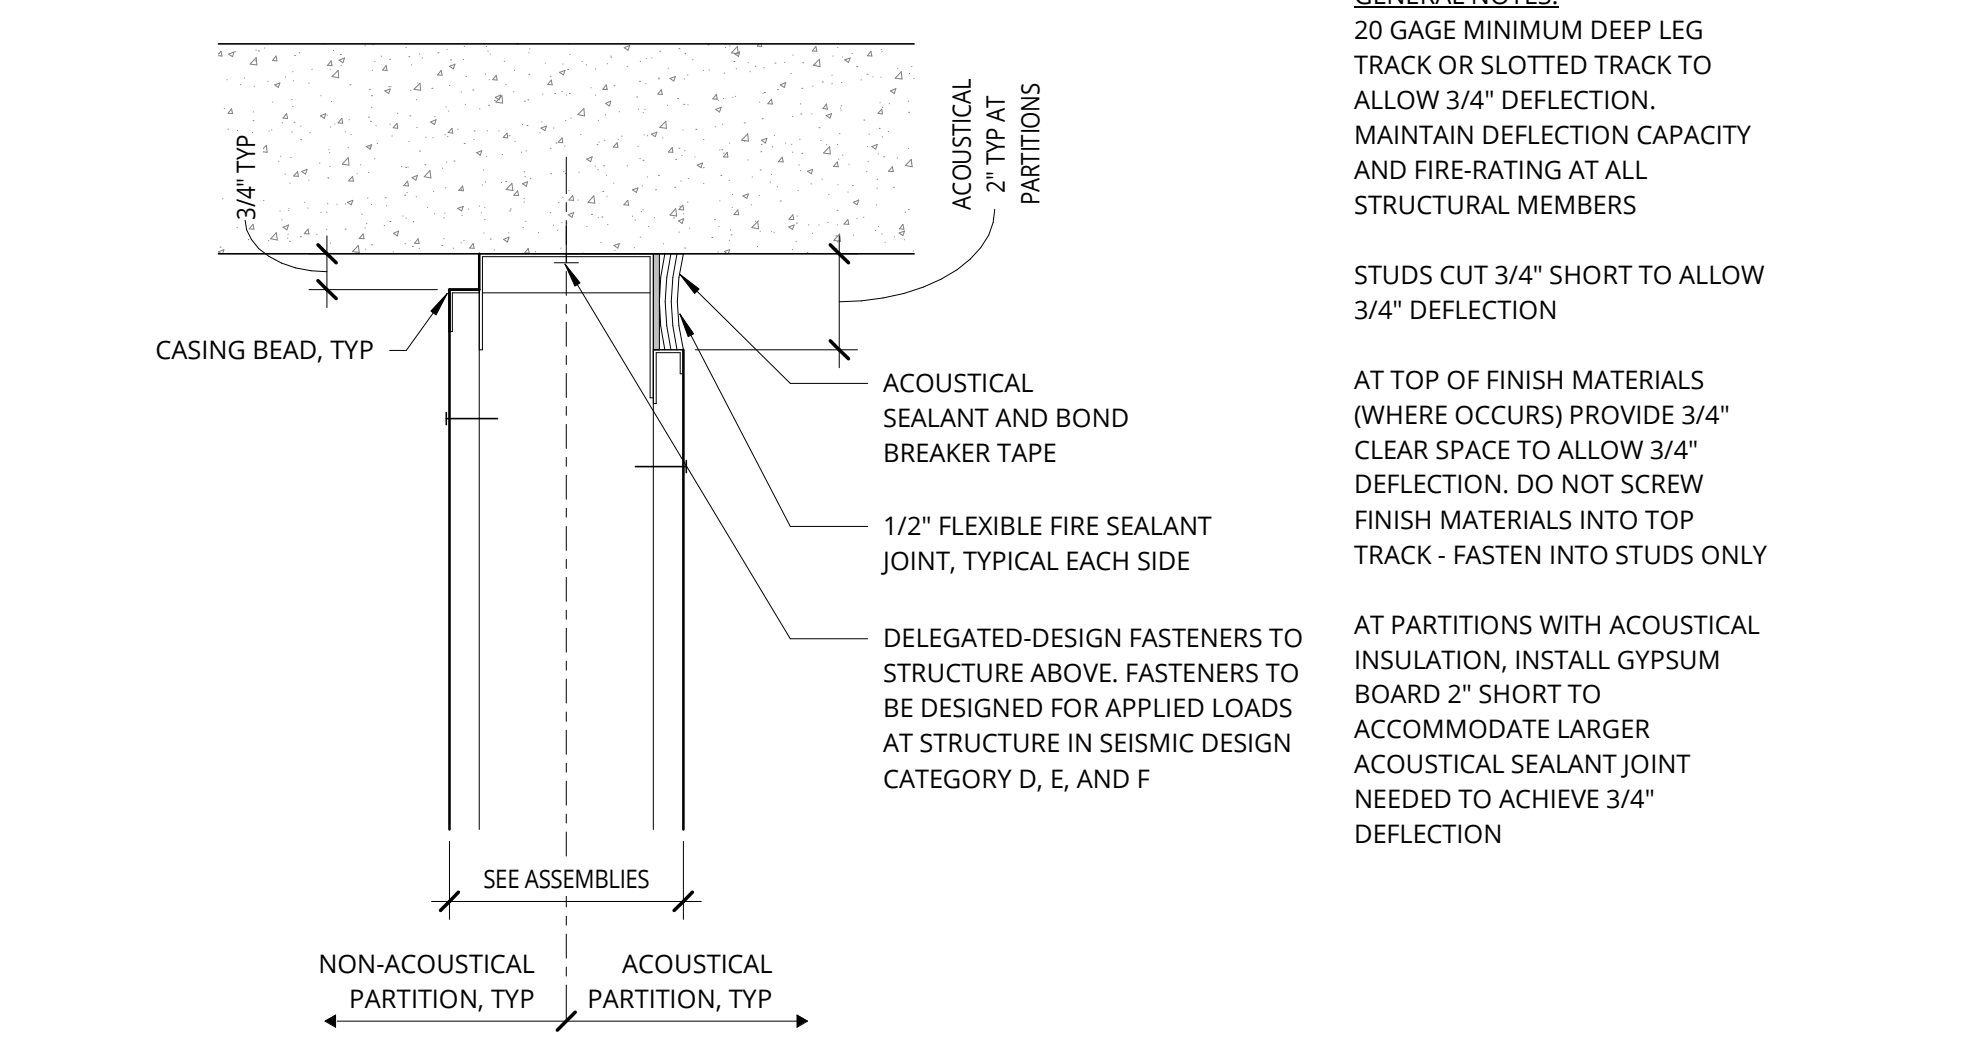 3/4" TYP
ACOUSTICAL
2" TYP AT
PARTITIONS
CASING BEAD, TYP
ACOUSTICAL
SEALANT AND BOND
BREAKER TAPE
1/2" FLEXIBLE FIRE SEALANT
JOINT, TYPICAL EACH SIDE
DELEGATED-DESIGN FASTENERS TO
STRUCTURE ABOVE. FASTENERS TO
BE DESIGNED FOR APPLIED LOADS
AT STRUCTURE IN SEISMIC DESIGN
CATEGORY D, E, AND F
SEE ASSEMBLIES
NON-ACOUSTICAL
PARTITION, TYP
ACOUSTICAL
PARTITION, TYP
GENERAL NOTES:
20 GAGE MINIMUM DEEP LEG
TRACK OR SLOTTED TRACK TO
ALLOW 3/4" DEFLECTION.
MAINTAIN DEFLECTION CAPACITY
AND FIRE-RATING AT ALL
STRUCTURAL MEMBERS
STUDS CUT 3/4" SHORT TO ALLOW
3/4" DEFLECTION
AT TOP OF FINISH MATERIALS
(WHERE OCCURS) PROVIDE 3/4"
CLEAR SPACE TO ALLOW 3/4"
DEFLECTION. DO NOT SCREW
FINISH MATERIALS INTO TOP
TRACK - FASTEN INTO STUDS ONLY
AT PARTITIONS WITH ACOUSTICAL
INSULATION, INSTALL GYPSUM
BOARD 2" SHORT TO
ACCOMMODATE LARGER
ACOUSTICAL SEALANT JOINT
NEEDED TO ACHIEVE 3/4"
DEFLECTION